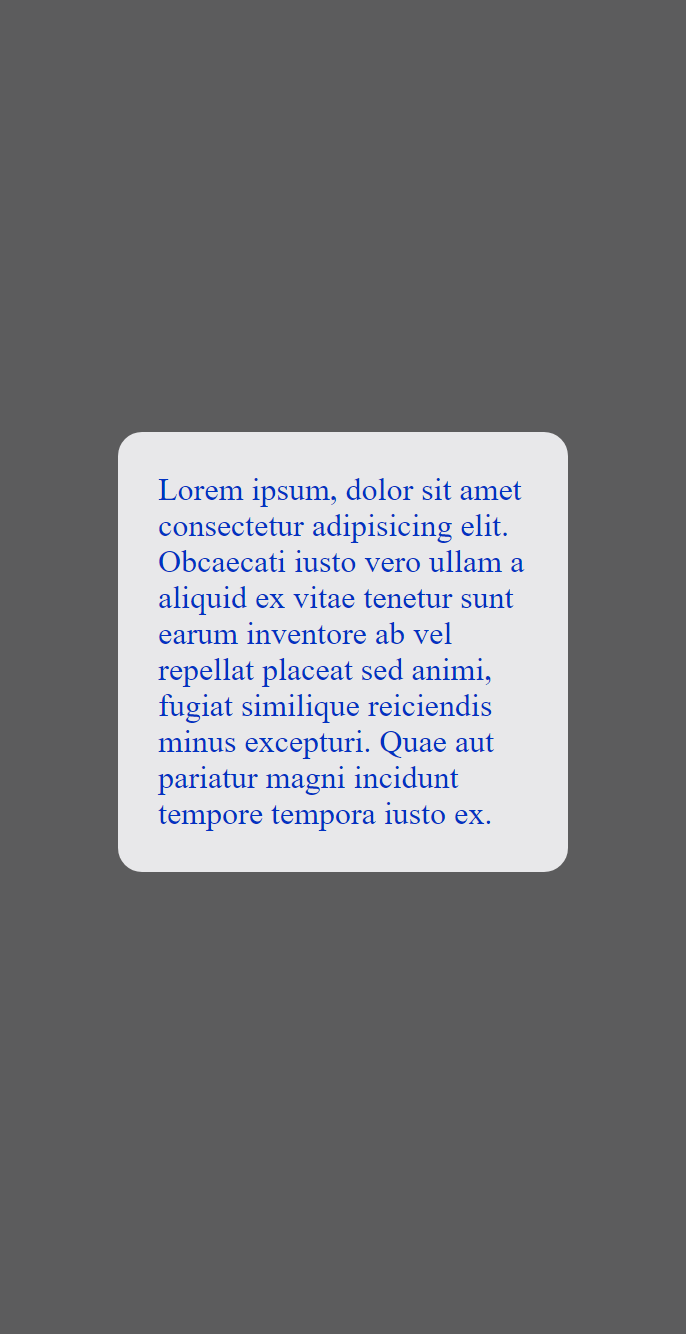 Lorem ipsum, dolor sit amet
consectetur adipisicing elit.
Obcaecati iusto vero ullam a
aliquid ex vitae tenetur sunt
earum inventore ab vel
repellat placeat sed animi,
fugiat similique reiciendis
minus excepturi. Quae aut
pariatur magni incidunt
tempore tempora iusto ex.